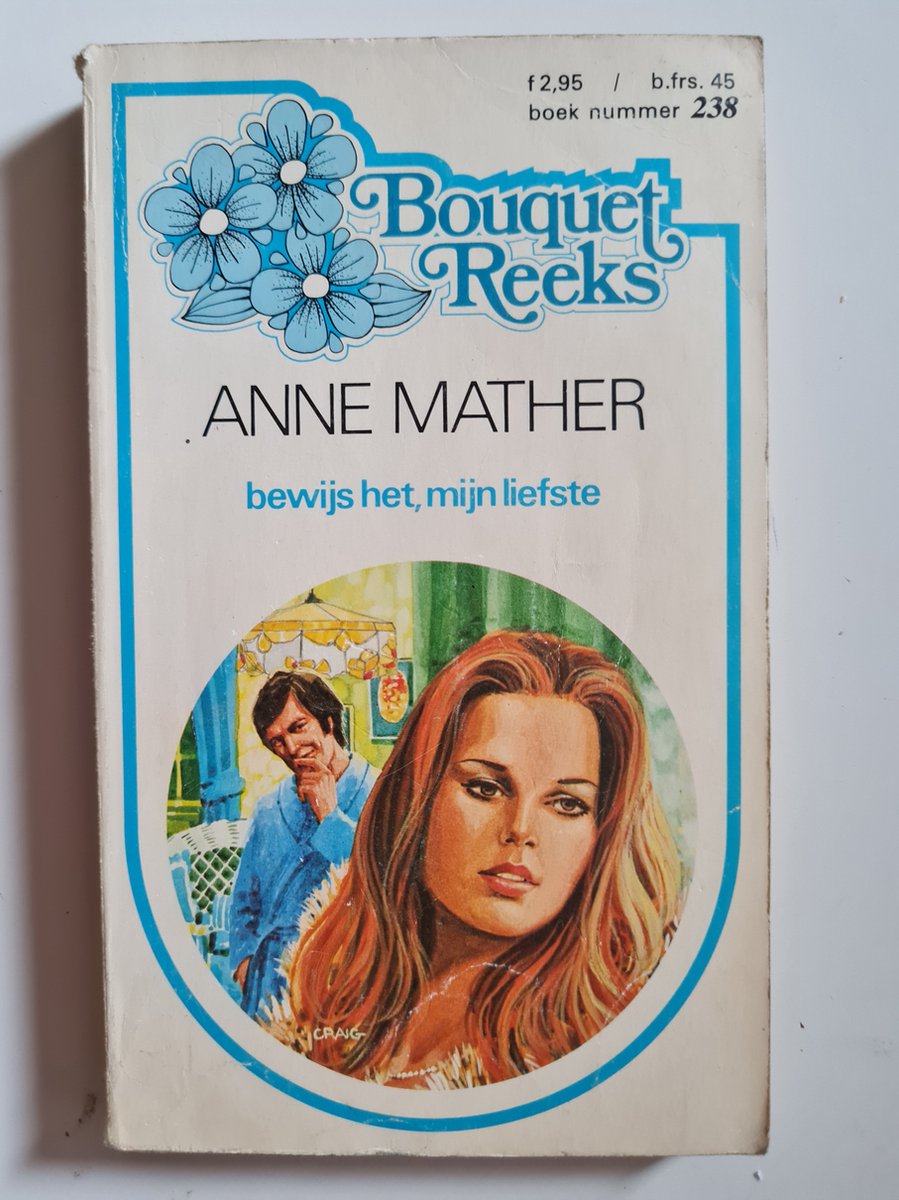 f 2,95 / b.frs. 45
boek nummer 238
Bouquet
Reeks
ANNE MATHER
bewijs het, mijn liefste
CRAIG